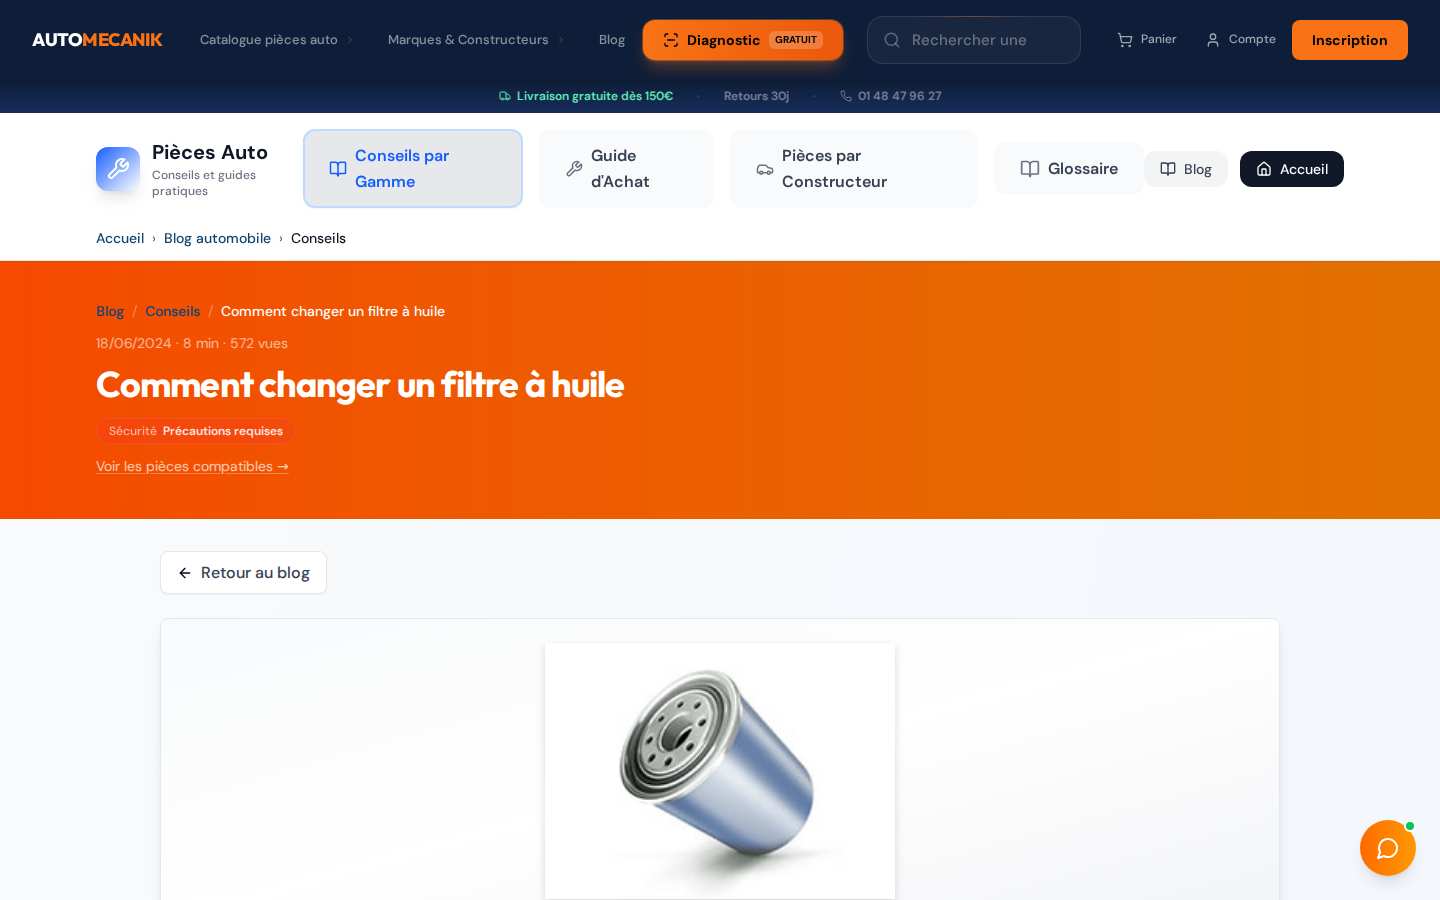 AUTOMECANIK
Catalogue pièces auto
Marques & Constructeurs
Blog
Diagnostic GRATUIT
Rechercher une
Panier
Compte
Inscription
Livraison gratuite dès 150€ · Retours 30j · 01 48 47 96 27
Pièces Auto
Conseils et guides
pratiques
Conseils par
Gamme
Guide
d'Achat
Pièces par
Constructeur
Glossaire
Blog
Accueil
Accueil › Blog automobile › Conseils
Blog / Conseils / Comment changer un filtre à huile
18/06/2024 · 8 min · 572 vues
Comment changer un filtre à huile
Sécurité Précautions requises
Voir les pièces compatibles →
← Retour au blog